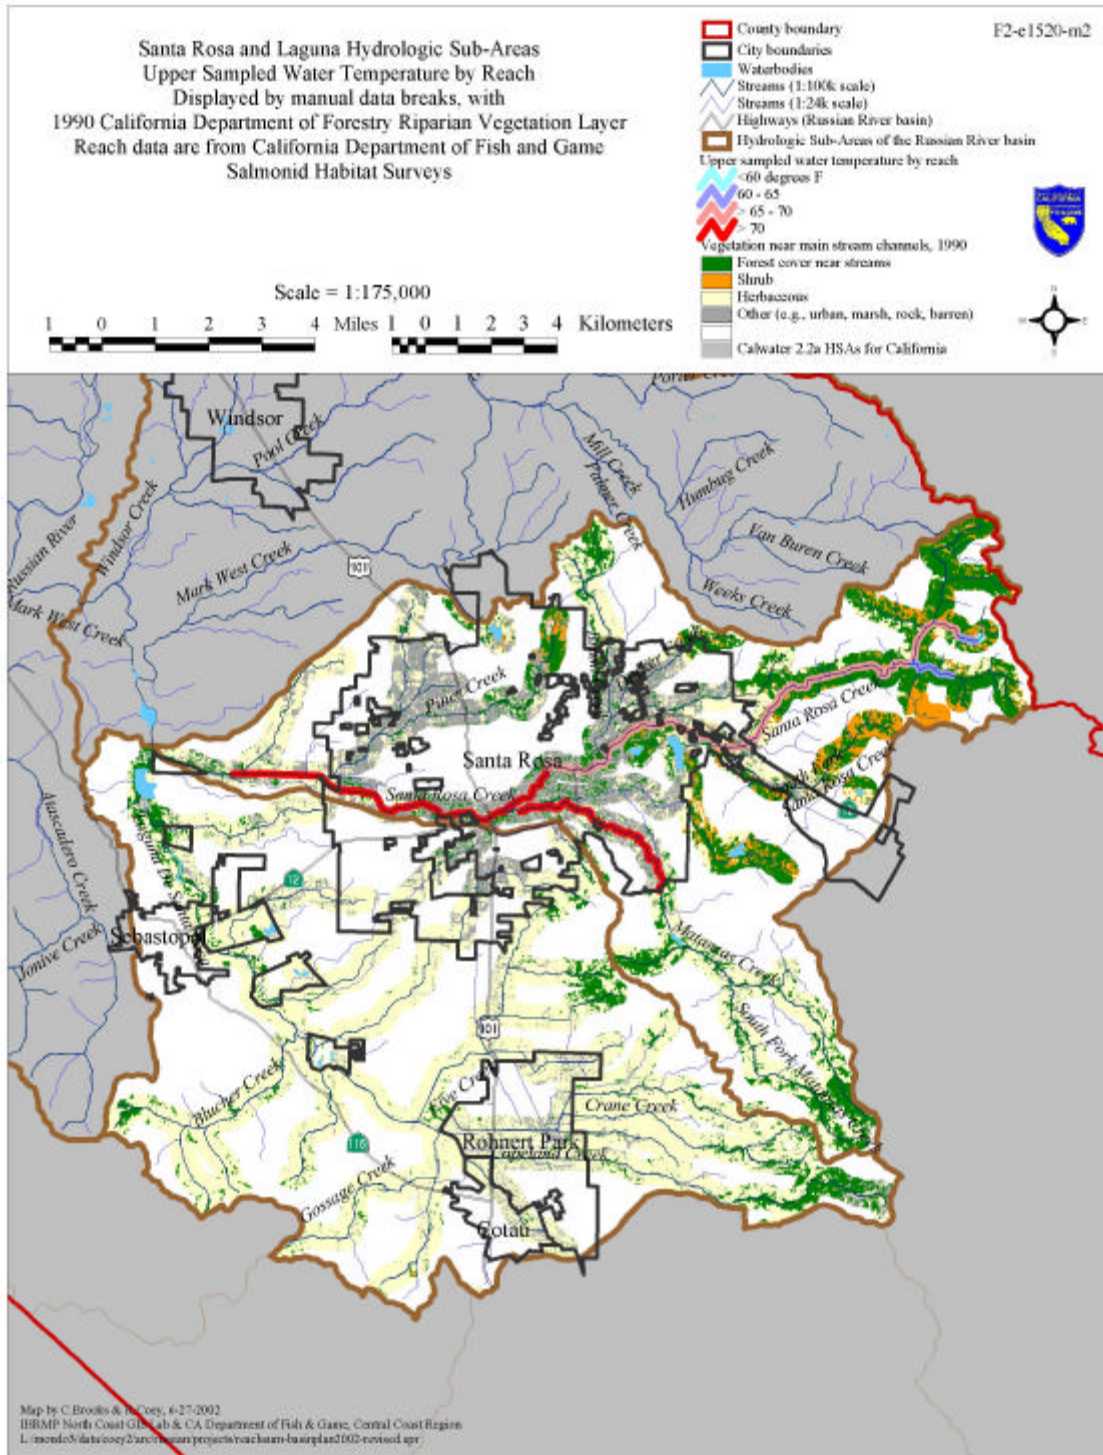 Santa Rosa and Laguna Hydrologic Sub-Areas
Upper Sampled Water Temperature by Reach
Displayed by manual data breaks, with
1990 California Department of Forestry Riparian Vegetation Layer
Reach data are from California Department of Fish and Game
Salmonid Habitat Surveys
Scale = 1:175,000
1 0 1 2 3 4 Miles
1 0 1 2 3 4 Kilometers
F2-e1520-m2
County boundary
City boundaries
Waterbodies
Streams (1:100k scale)
Streams (1:24k scale)
Highways (Russian River basin)
Hydrologic Sub-Areas of the Russian River basin
Upper sampled water temperature by reach
<60 degrees F
60 - 65
> 65 - 70
> 70
Vegetation near main stream channels, 1990
Forest cover near streams
Shrub
Herbaceous
Other (e.g., urban, marsh, rock, barren)
Calwater 2.2a HSAs for California
CALIFORNIA
N
W E
S
Windsor
Pool Creek
Mill Creek
Palmer Creek
Humbug Creek
Van Buren Creek
Weeks Creek
Russian River
Windsor Creek
Mark West Creek
Mark West Creek
101
Piner Creek
Santa Rosa Creek
Santa Rosa
Santa Rosa Creek
Santa Rosa Creek
12
Atascadero Creek
Jonive Creek
Sebastopol
Laguna De Santa
Matanzas Creek
South Fork
101
Blucher Creek
Five Creek
Crane Creek
Rohnert Park
Copeland Creek
116
Gossage Creek
Cotati
Map by C.Brooks & R.Coey, 6-27-2002
IHRMP North Coast GIS Lab & CA Department of Fish & Game, Central Coast Region